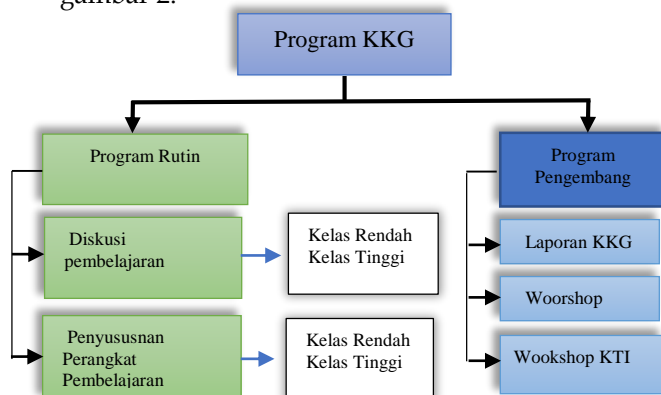 gambar 2.
Program KKG
Program Rutin
Program
Pengembang
Diskusi
pembelajaran
Kelas Rendah
Kelas Tinggi
Laporan KKG
Woorshop
Penyususnan
Perangkat
Pembelajaran
Kelas Rendah
Kelas Tinggi
Wookshop KTI